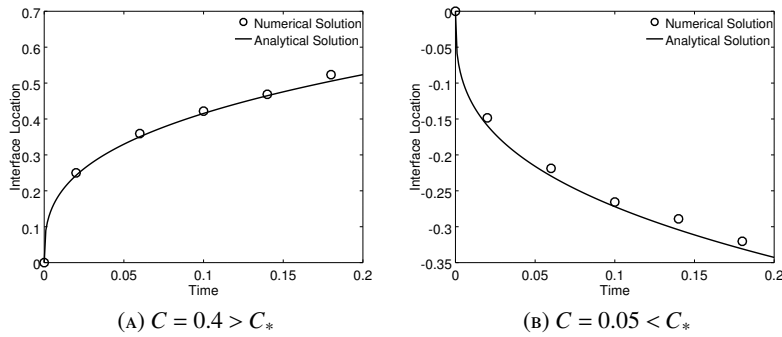 0.7
0.6
0.5
0.4
0.3
0.2
0.1
0
Interface Location
Numerical Solution
Analytical Solution
0 0.05 0.1 0.15 0.2
Time
(A) C = 0.4 > C*
0
-0.05
-0.1
-0.15
-0.2
-0.25
-0.3
-0.35
Interface Location
Numerical Solution
Analytical Solution
0 0.05 0.1 0.15 0.2
Time
(B) C = 0.05 < C*